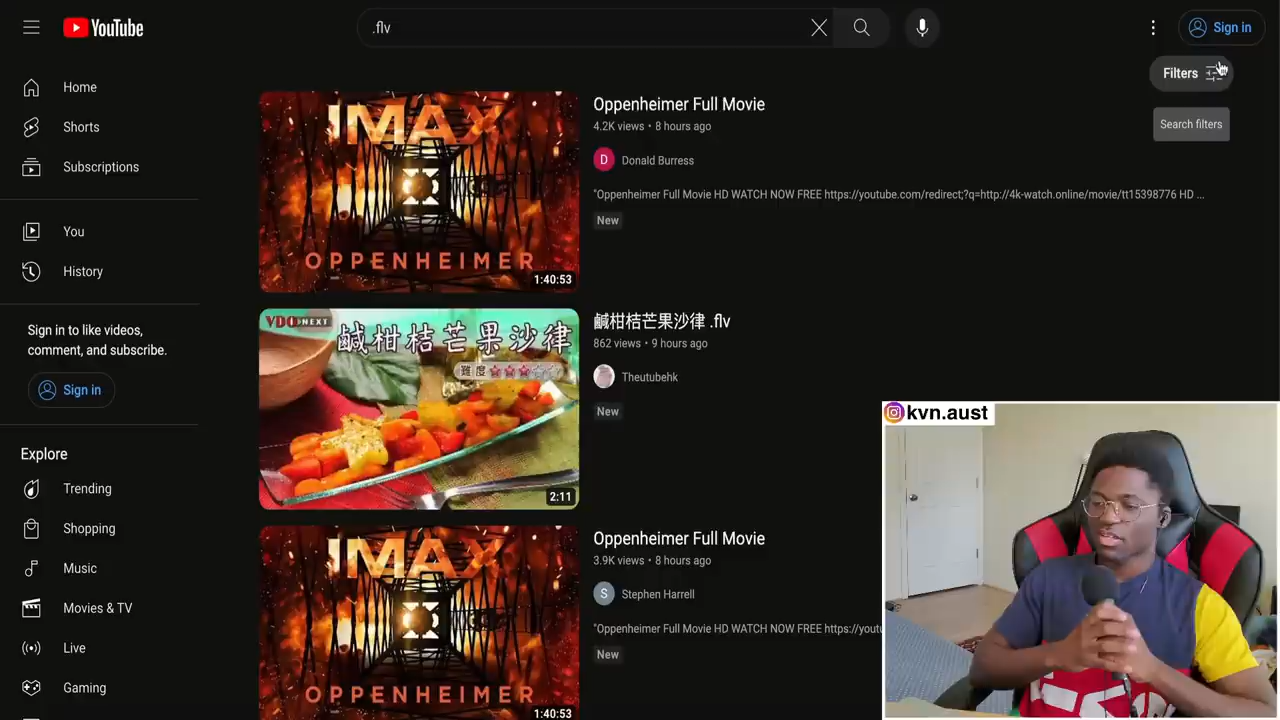 YouTube
.flv
Sign in
Filters
Search filters
Home
Shorts
Subscriptions
You
History
Sign in to like videos,
comment, and subscribe.
Sign in
Explore
Trending
Shopping
Music
Movies & TV
Live
Gaming
IMAX
OPPENHEIMER
1:40:53
Oppenheimer Full Movie
4.2K views • 8 hours ago
D
Donald Burress
"Oppenheimer Full Movie HD WATCH NOW FREE https://youtube.com/redirect;?q=http://4k-watch.online/movie/tt15398776 HD ...
New
VDO NEXT
鹹柑桔芒果沙律
難度
2:11
鹹柑桔芒果沙律 .flv
862 views • 9 hours ago
Theutubehk
New
IMAX
OPPENHEIMER
1:40:53
Oppenheimer Full Movie
3.9K views • 8 hours ago
S
Stephen Harrell
"Oppenheimer Full Movie HD WATCH NOW FREE https://youtu
New
kvn.aust